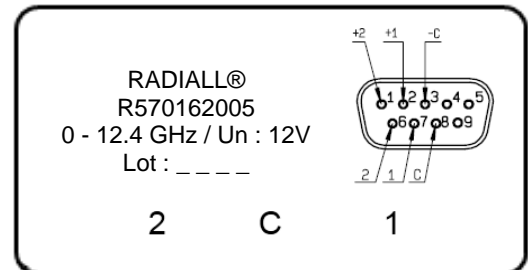 RADIALL®
R570162005
0 - 12.4 GHz / Un : 12V
Lot : _ _ _ _
+2 +1 -C
1 2 3 4 5
6 7 8 9
2 1 C
2 C 1